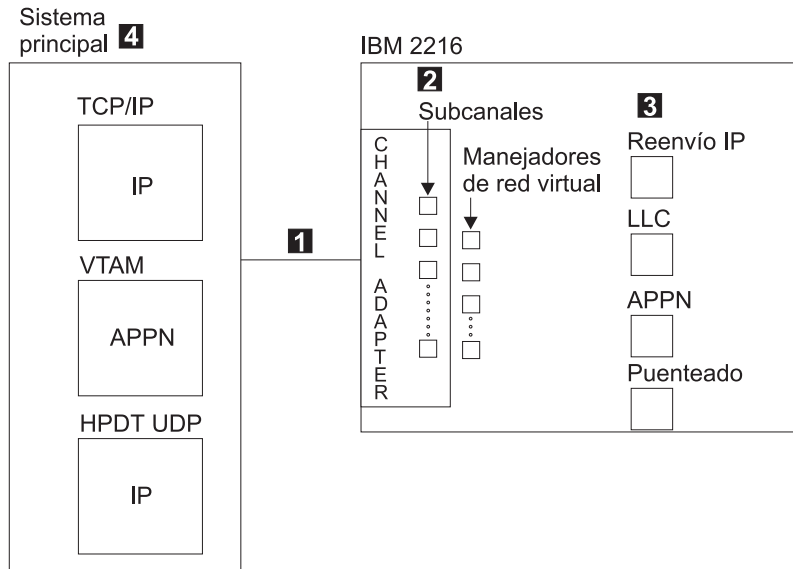 Sistema
principal 4
TCP/IP
IP
VTAM
APPN
HPDT UDP
IP
1
IBM 2216
2
Subcanales
CHANNEL ADAPTER
Manejadores
de red virtual
3
Reenvío IP
LLC
APPN
Puenteado